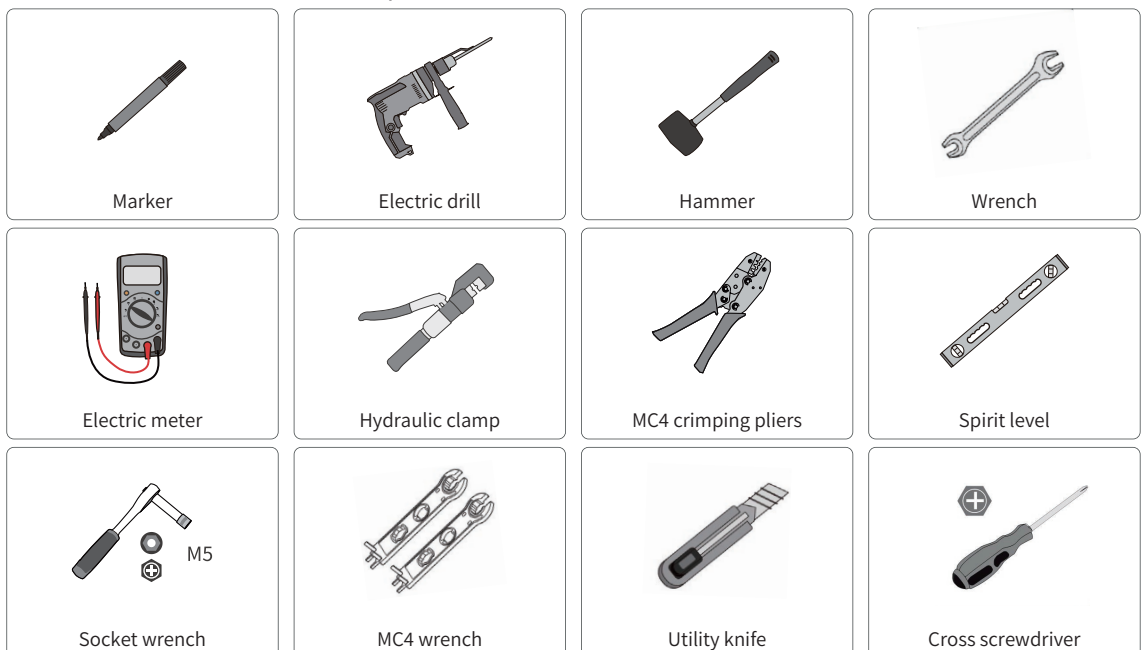 Marker
Electric drill
Hammer
Wrench
Electric meter
Hydraulic clamp
MC4 crimping pliers
Spirit level
M5
Socket wrench
MC4 wrench
Utility knife
Cross screwdriver